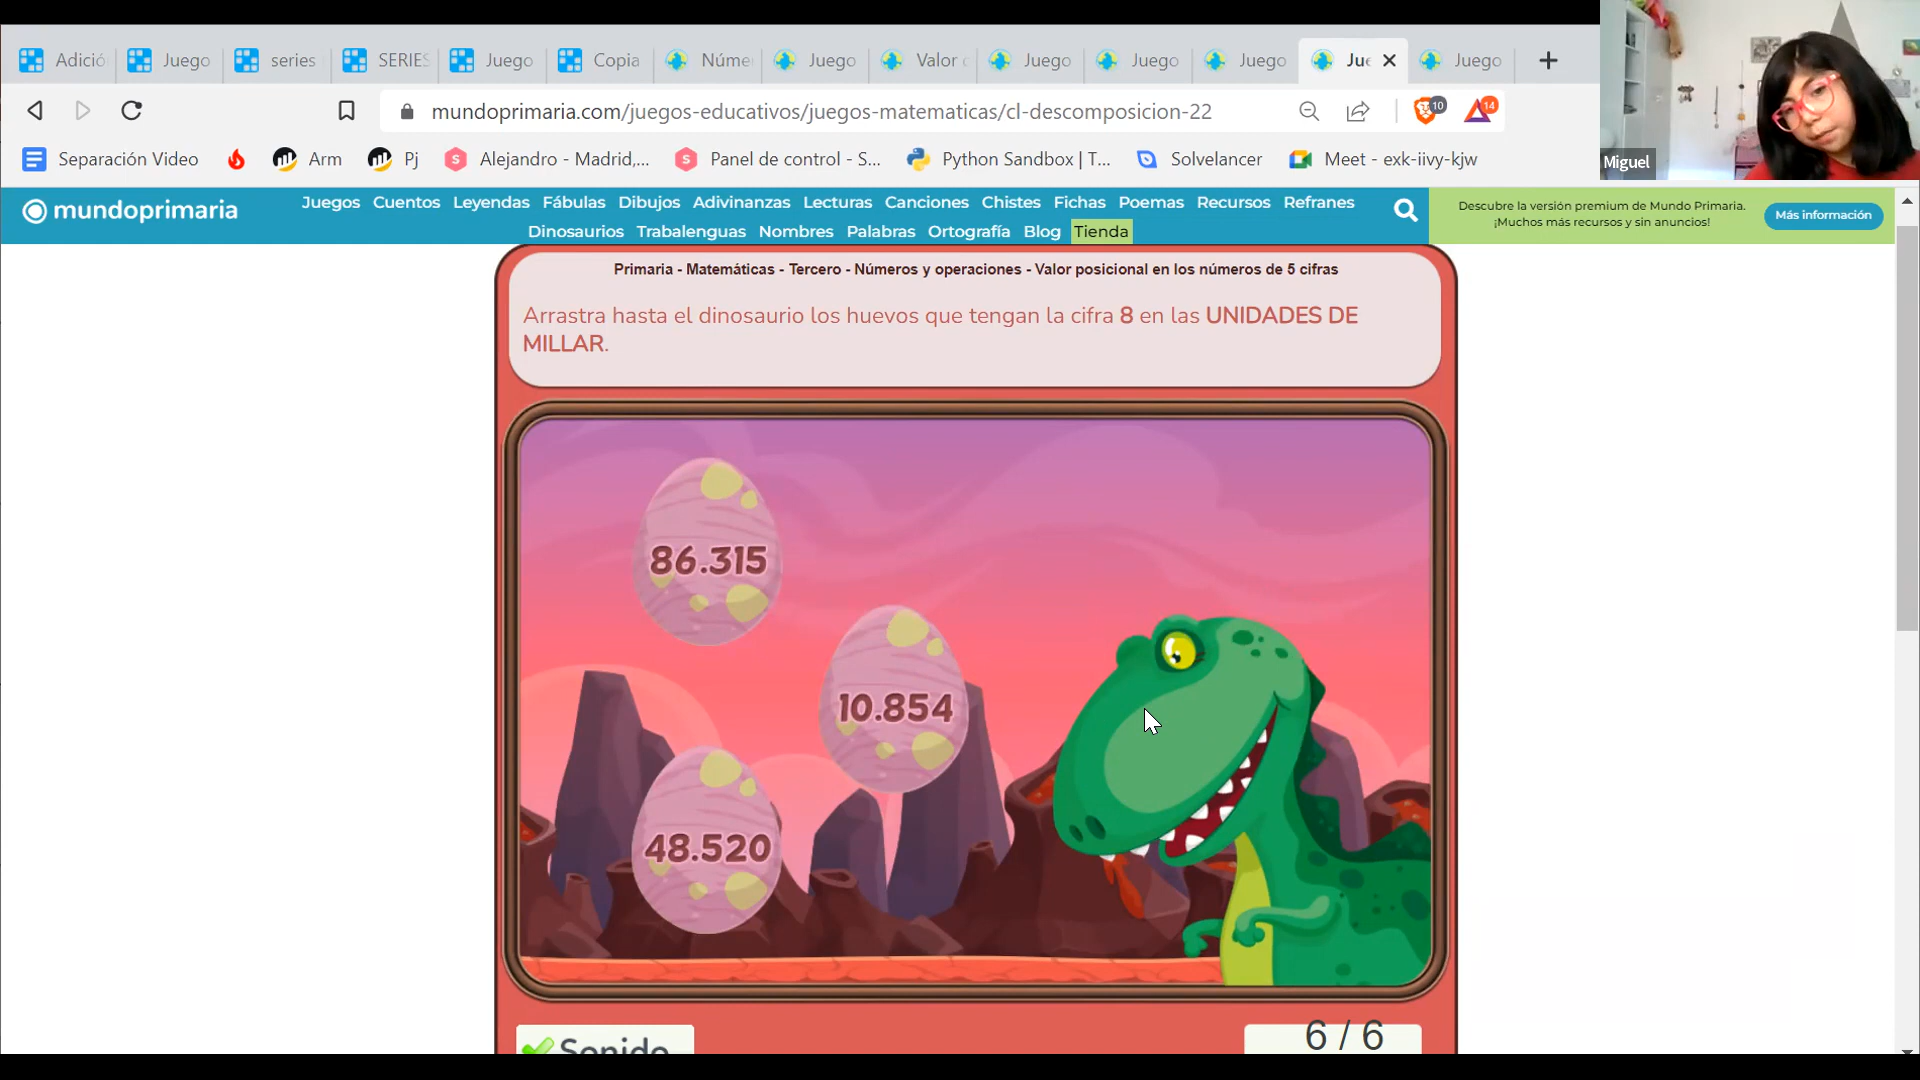 Adició
Juego
series
SERIES
Juego
Copia
Núme
Juego
Valor
Juego
Juego
Juego
Jue
Juego
mundoprimaria.com/juegos-educativos/juegos-matematicas/cl-descomposicion-22
10
14
Separación Video
Arm
Pj
Alejandro - Madrid,...
Panel de control - S...
Python Sandbox | T...
Solvelancer
Meet - exk-iivy-kjw
Miguel
mundoprimaria
Juegos Cuentos Leyendas Fábulas Dibujos Adivinanzas Lecturas Canciones Chistes Fichas Poemas Recursos Refranes
Dinosaurios Trabalenguas Nombres Palabras Ortografía Blog Tienda
Descubre la versión premium de Mundo Primaria.
¡Muchos más recursos y sin anuncios!
Más información
Primaria - Matemáticas - Tercero - Números y operaciones - Valor posicional en los números de 5 cifras
Arrastra hasta el dinosaurio los huevos que tengan la cifra 8 en las UNIDADES DE
MILLAR.
86.315
10.854
48.520
Sonido
6 / 6